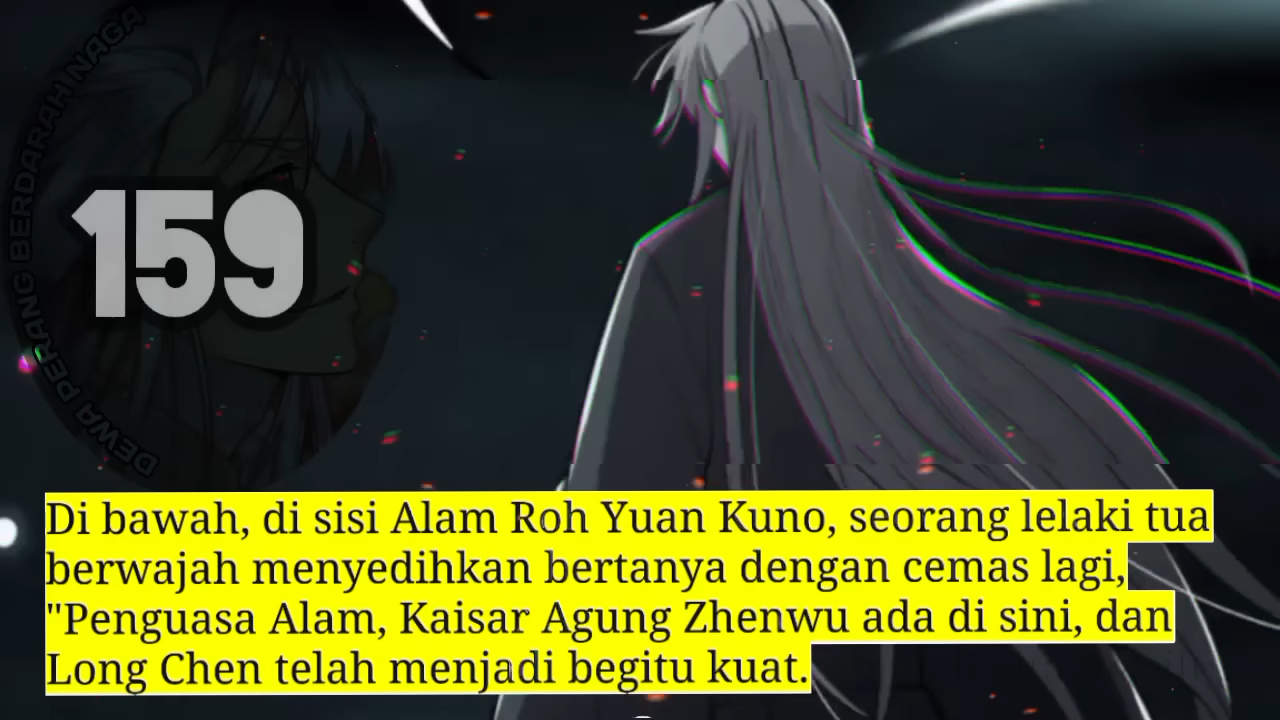 DEWA PERANG BERDARAH NAGA
159
Di bawah, di sisi Alam Roh Yuan Kuno, seorang lelaki tua
berwajah menyedihkan bertanya dengan cemas lagi,
"Penguasa Alam, Kaisar Agung Zhenwu ada di sini, dan
Long Chen telah menjadi begitu kuat.